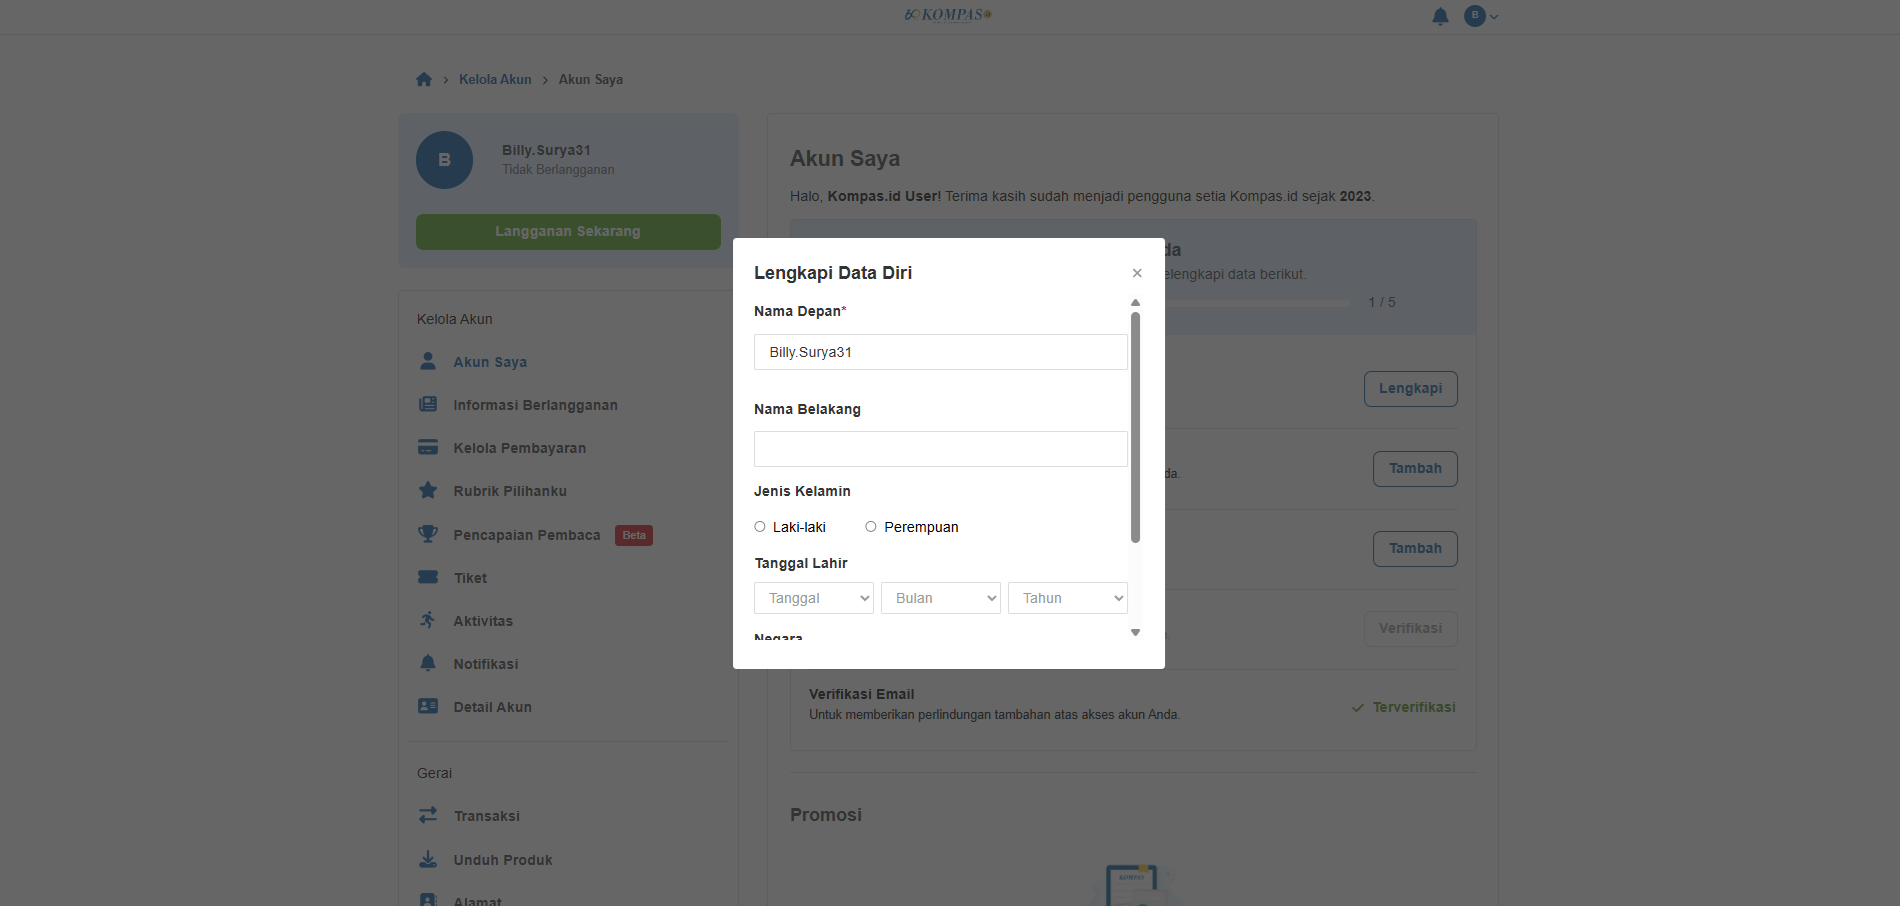 KOMPAS
B
Kelola Akun > Akun Saya
B
Billy.Surya31
Tidak Berlangganan
Langganan Sekarang
Kelola Akun
Akun Saya
Informasi Berlangganan
Kelola Pembayaran
Rubrik Pilihanku
Pencapaian Pembaca Beta
Tiket
Aktivitas
Notifikasi
Detail Akun
Gerai
Transaksi
Unduh Produk
Alamat
Akun Saya
Halo, Kompas.id User! Terima kasih sudah menjadi pengguna setia Kompas.id sejak 2023.
da
elengkapi data berikut.
1 / 5
Lengkapi
da.
Tambah
Tambah
Verifikasi
Verifikasi Email
Untuk memberikan perlindungan tambahan atas akses akun Anda.
Terverifikasi
Promosi
KOMPAS
Lengkapi Data Diri
×
Nama Depan*
Billy.Surya31
Nama Belakang
Jenis Kelamin
Laki-laki Perempuan
Tanggal Lahir
Tanggal Bulan Tahun
Negara